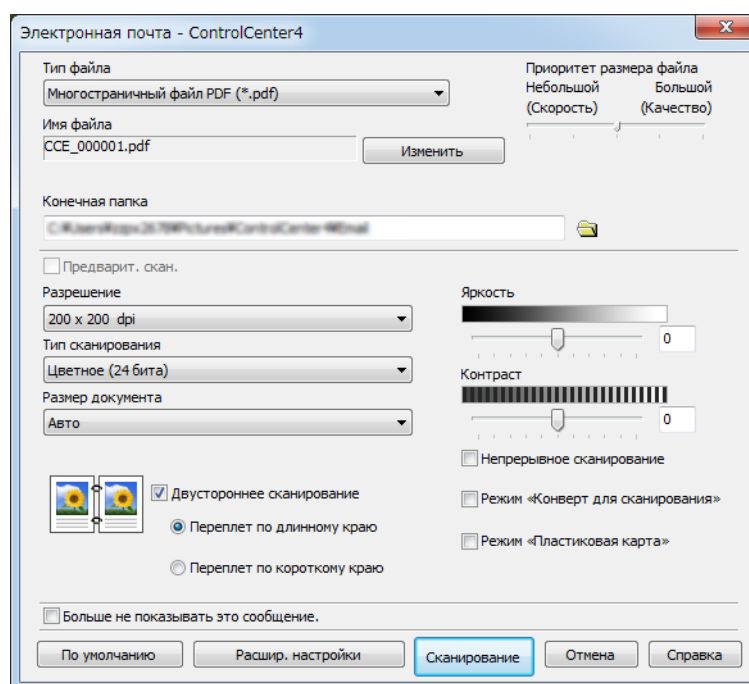 Электронная почта - ControlCenter4
Тип файла
Многостраничный файл PDF (*.pdf)
Имя файла
CCE_000001.pdf
Изменить
Приоритет размера файла
Небольшой Большой
(Скорость) (Качество)
Конечная папка
Предварит. скан.
Разрешение
200 x 200 dpi
Тип сканирования
Цветное (24 бита)
Размер документа
Авто
Яркость
0
Контраст
0
Непрерывное сканирование
Режим «Конверт для сканирования»
Режим «Пластиковая карта»
Двустороннее сканирование
Переплет по длинному краю
Переплет по короткому краю
Больше не показывать это сообщение.
По умолчанию Расшир. настройки Сканирование Отмена Справка